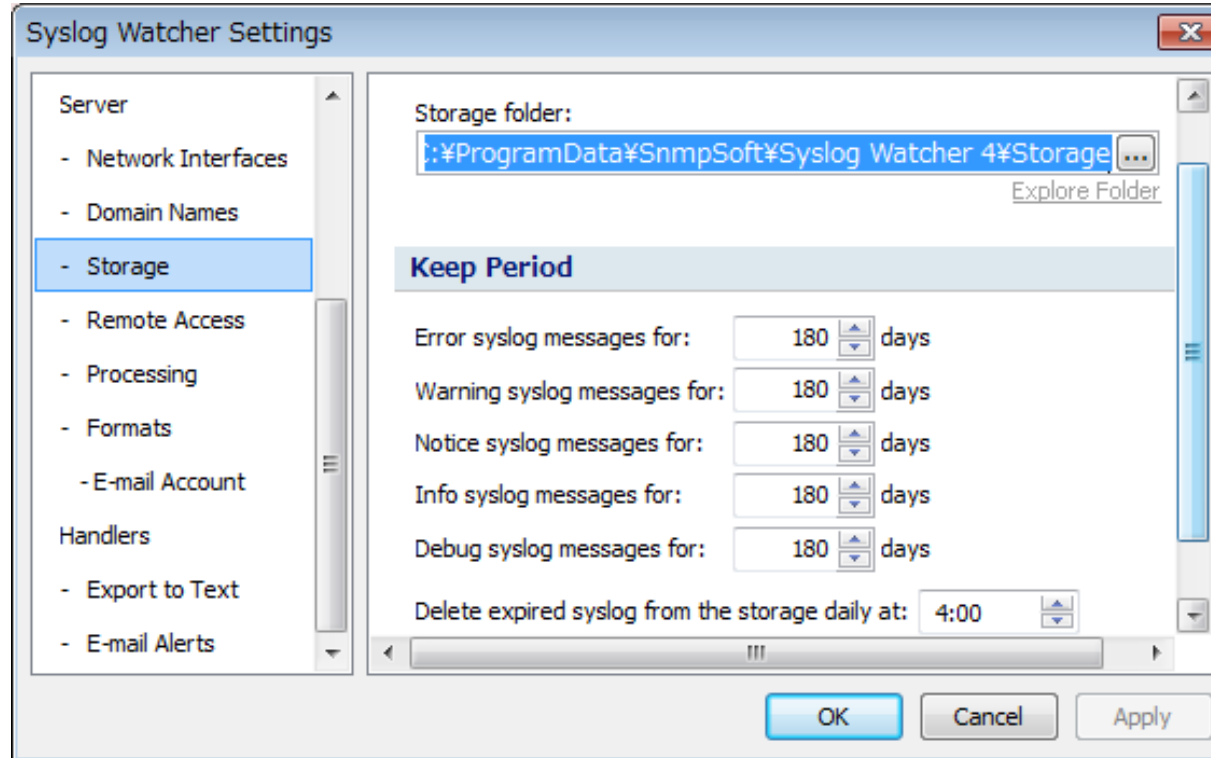 Syslog Watcher Settings
Server
- Network Interfaces
- Domain Names
- Storage
- Remote Access
- Processing
- Formats
- E-mail Account
Handlers
- Export to Text
- E-mail Alerts
Storage folder:
:¥ProgramData¥SnmpSoft¥Syslog Watcher 4¥Storage ...
Explore Folder
Keep Period
Error syslog messages for: 180 days
Warning syslog messages for: 180 days
Notice syslog messages for: 180 days
Info syslog messages for: 180 days
Debug syslog messages for: 180 days
Delete expired syslog from the storage daily at: 4:00
OK Cancel Apply